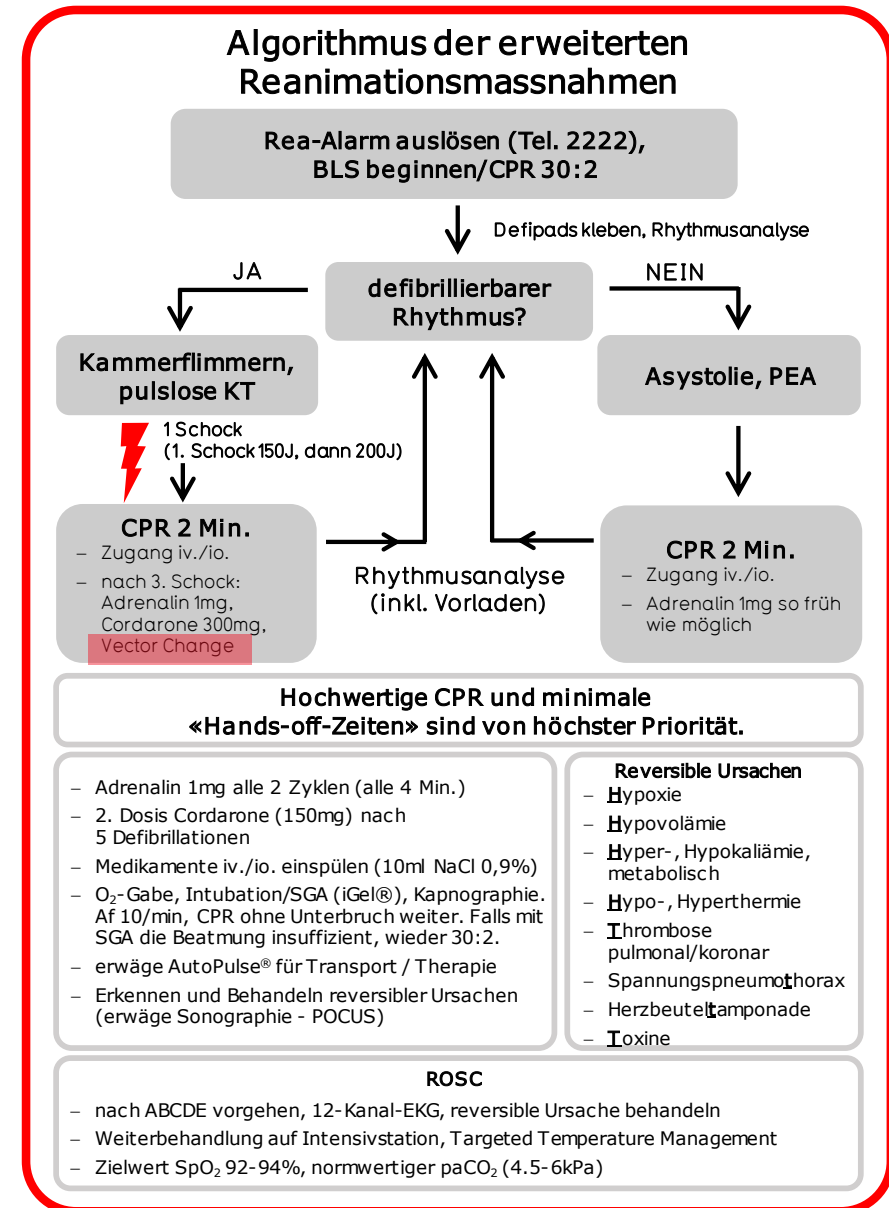 Algorithmus der erweiterten
Reanimationsmassnahmen
Rea-Alarm auslösen (Tel. 2222),
BLS beginnen/CPR 30:2
Defipads kleben, Rhythmusanalyse
JA
NEIN
defibrillierbarer
Rhythmus?
Kammerflimmern,
pulslose KT
Asystolie, PEA
1 Schock
(1. Schock 150J, dann 200J)
CPR 2 Min.
– Zugang iv./io.
– nach 3. Schock:
Adrenalin 1mg,
Cordarone 300mg,
Vector Change
Rhythmusanalyse
(inkl. Vorladen)
CPR 2 Min.
– Zugang iv./io.
– Adrenalin 1mg so früh
wie möglich
Hochwertige CPR und minimale
«Hands-off-Zeiten» sind von höchster Priorität.
– Adrenalin 1mg alle 2 Zyklen (alle 4 Min.)
– 2. Dosis Cordarone (150mg) nach
5 Defibrillationen
– Medikamente iv./io. einspülen (10ml NaCl 0,9%)
– O₂-Gabe, Intubation/SGA (iGel®), Kapnographie.
Af 10/min, CPR ohne Unterbruch weiter. Falls mit
SGA die Beatmung insuffizient, wieder 30:2.
– erwäge AutoPulse® für Transport / Therapie
– Erkennen und Behandeln reversibler Ursachen
(erwäge Sonographie - POCUS)
Reversible Ursachen
– Hypoxie
– Hypovolämie
– Hyper-, Hypokaliämie,
metabolisch
– Hypo-, Hyperthermie
– Thrombose
pulmonal/koronar
– Spannungspneumothorax
– Herzbeuteltamponade
– Toxine
ROSC
– nach ABCDE vorgehen, 12-Kanal-EKG, reversible Ursache behandeln
– Weiterbehandlung auf Intensivstation, Targeted Temperature Management
– Zielwert SpO₂ 92-94%, normwertiger paCO₂ (4.5-6kPa)